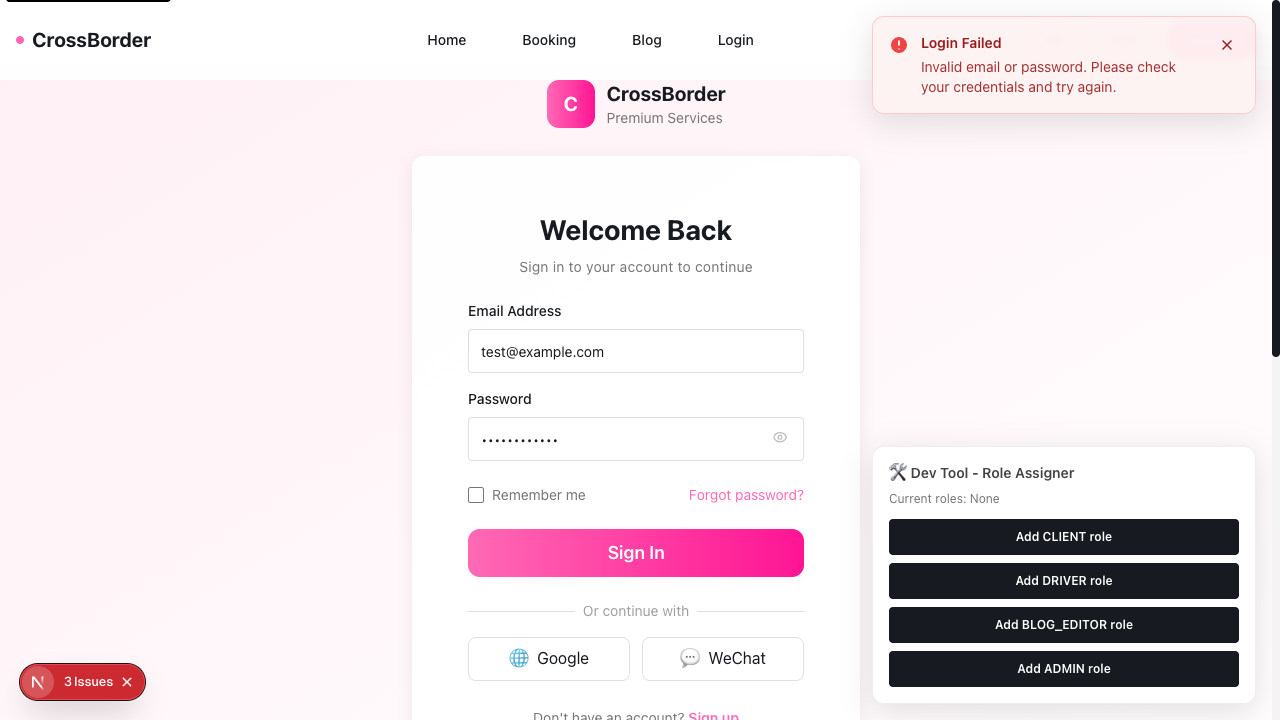 CrossBorder
Home
Booking
Blog
Login
Login Failed
Invalid email or password. Please check
your credentials and try again.
C
CrossBorder
Premium Services
Welcome Back
Sign in to your account to continue
Email Address
test@example.com
Password
••••••••••••
Remember me
Forgot password?
Sign In
Or continue with
Google
WeChat
Don't have an account? Sign up
Dev Tool - Role Assigner
Current roles: None
Add CLIENT role
Add DRIVER role
Add BLOG_EDITOR role
Add ADMIN role
N
3 Issues